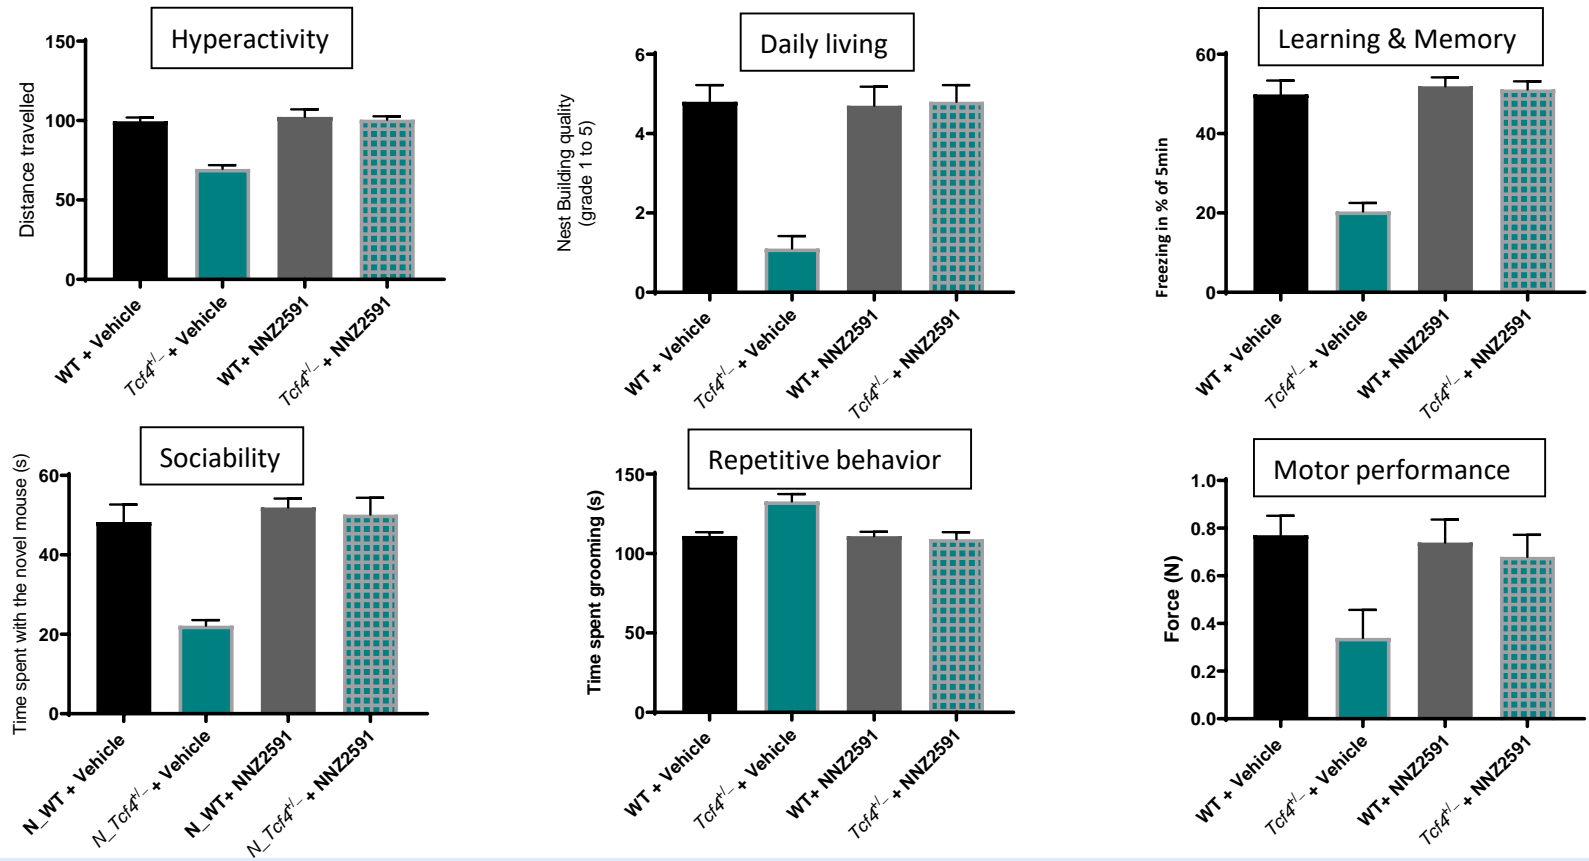 Hyperactivity
Distance travelled
150
100
50
0
WT + Vehicle
Tcf4+/– + Vehicle
WT+ NNZ2591
Tcf4+/– + NNZ2591
Daily living
Nest Building quality
(grade 1 to 5)
6
4
2
0
WT + Vehicle
Tcf4+/– + Vehicle
WT+ NNZ2591
Tcf4+/– + NNZ2591
Learning & Memory
Freezing in % of 5min
60
40
20
0
WT + Vehicle
Tcf4+/– + Vehicle
WT+ NNZ2591
Tcf4+/– + NNZ2591
Sociability
Time spent with the novel mouse (s)
60
40
20
0
N_WT + Vehicle
N_Tcf4+/– + Vehicle
N_WT+ NNZ2591
N_Tcf4+/– + NNZ2591
Repetitive behavior
Time spent grooming (s)
150
100
50
0
WT + Vehicle
Tcf4+/– + Vehicle
WT+ NNZ2591
Tcf4+/– + NNZ2591
Motor performance
Force (N)
1.0
0.8
0.6
0.4
0.2
0.0
WT + Vehicle
Tcf4+/– + Vehicle
WT+ NNZ2591
Tcf4+/– + NNZ2591